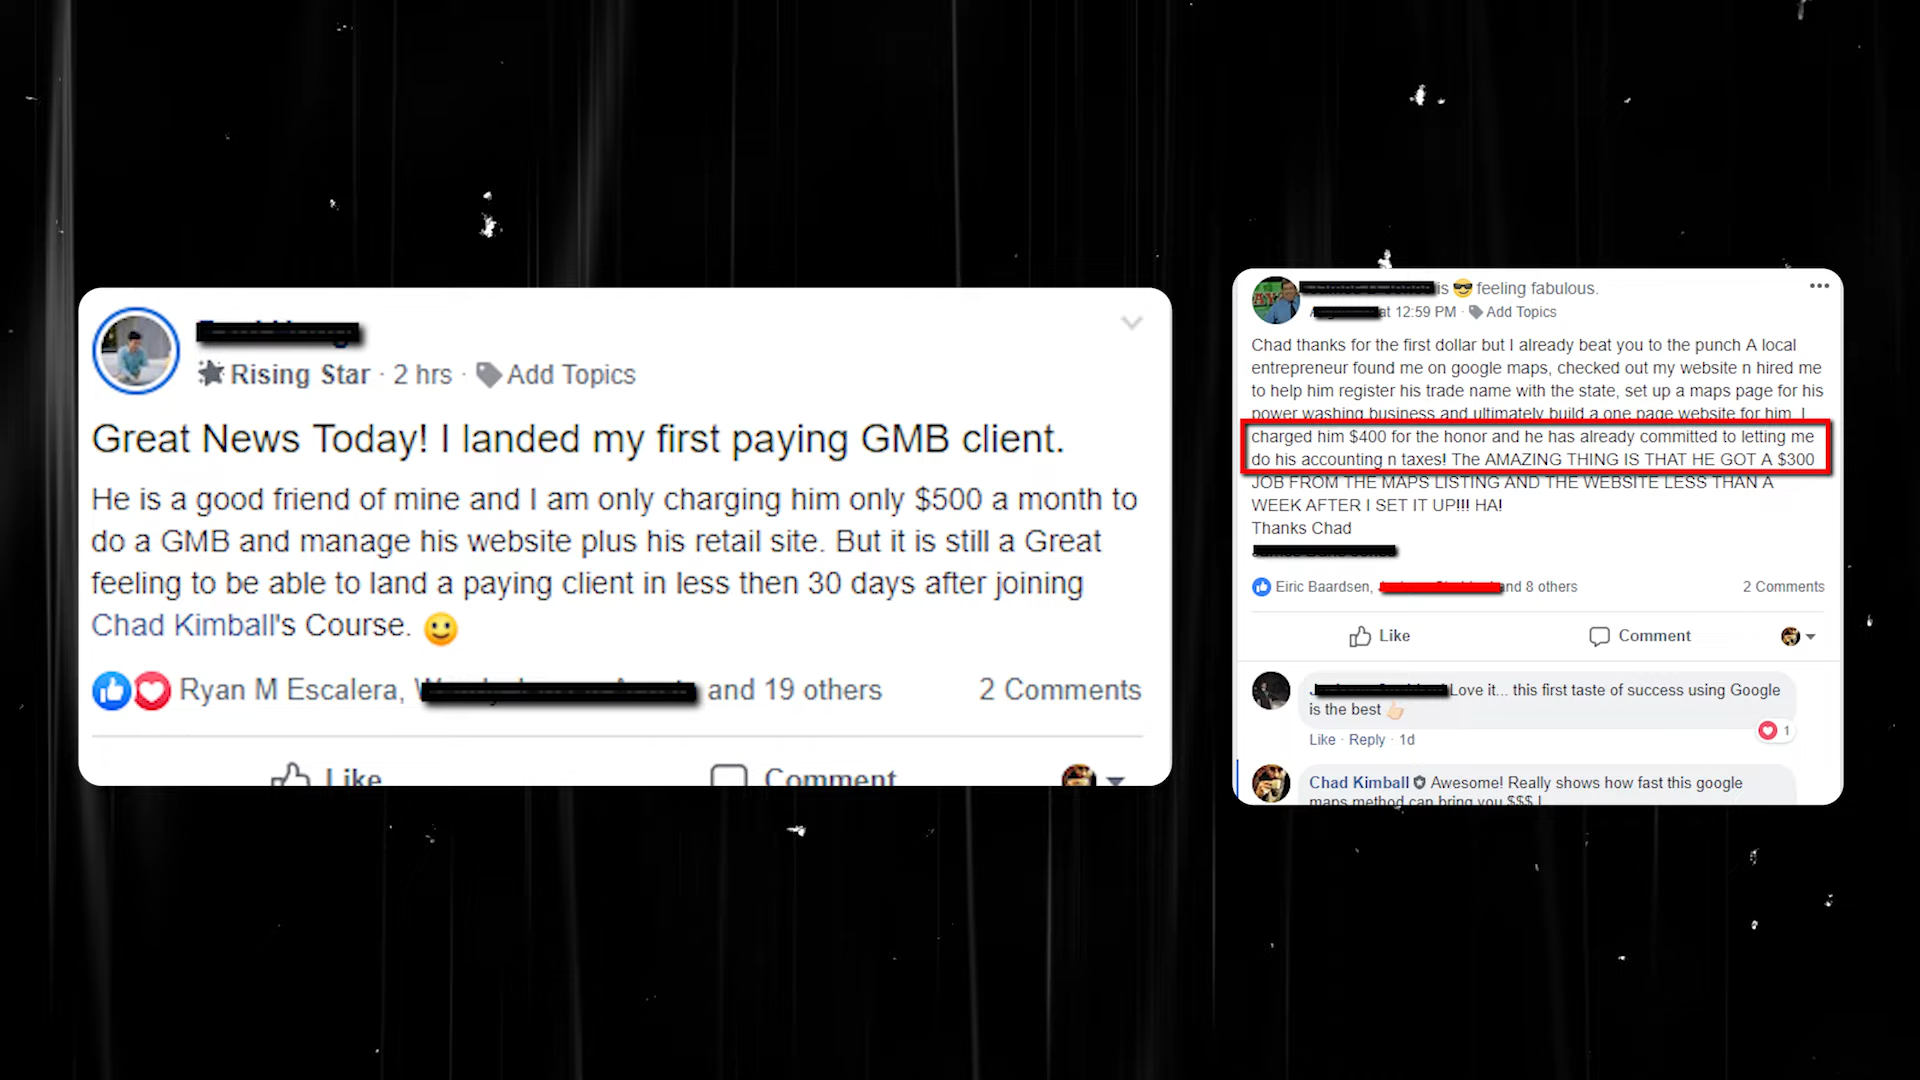 Rising Star · 2 hrs · Add Topics
Great News Today! I landed my first paying GMB client.
He is a good friend of mine and I am only charging him only $500 a month to
do a GMB and manage his website plus his retail site. But it is still a Great
feeling to be able to land a paying client in less then 30 days after joining
Chad Kimball's Course. 🙂
Ryan M Escalera, and 19 others 2 Comments
Like Comment
is 😎 feeling fabulous.
at 12:59 PM · Add Topics
Chad thanks for the first dollar but I already beat you to the punch A local
entrepreneur found me on google maps, checked out my website n hired me
to help him register his trade name with the state, set up a maps page for his
power washing business and ultimately build a one page website for him. I
charged him $400 for the honor and he has already committed to letting me
do his accounting n taxes! The AMAZING THING IS THAT HE GOT A $300
JOB FROM THE MAPS LISTING AND THE WEBSITE LESS THAN A
WEEK AFTER I SET IT UP!!! HA!
Thanks Chad
Eiric Baardsen, and 8 others 2 Comments
Like Comment
Love it... this first taste of success using Google
is the best 👍🏻
1
Like · Reply · 1d
Chad Kimball Awesome! Really shows how fast this google
maps method can bring you $$$ !